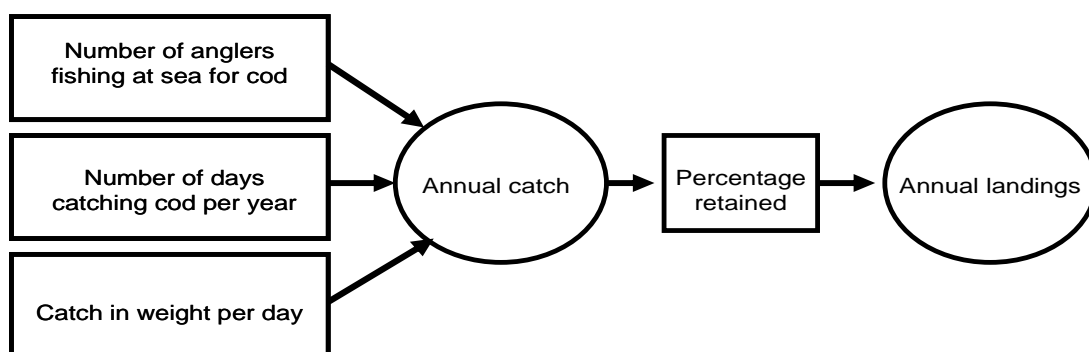 Number of anglers
fishing at sea for cod
Number of days
catching cod per year
Catch in weight per day
Annual catch
Percentage
retained
Annual landings